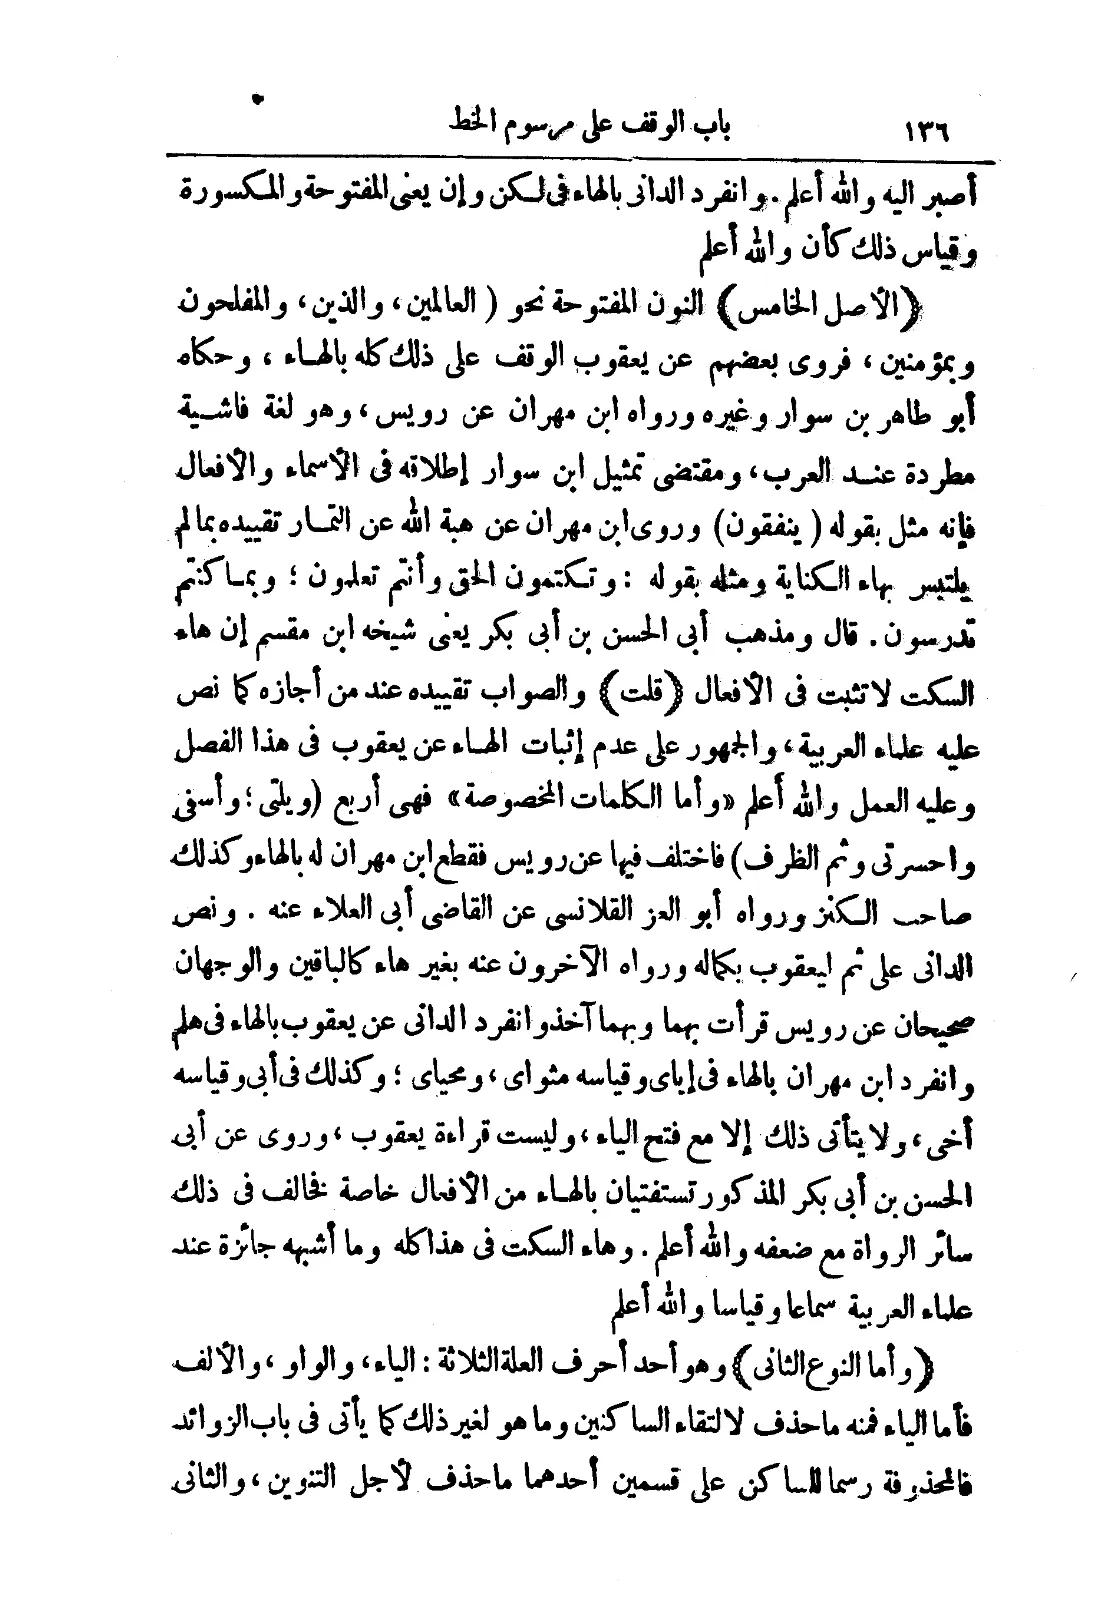 ١٣٦ باب الوقف على مرسوم الخط
أصبر اليه والله أعلم. وانفرد الدانى بالهاء فى لكن وإن يعنى المفتوحة والمكسورة
وقياس ذلك كأن والله أعلم
﴿الأصل الخامس﴾ النون المفتوحة نحو ( العالمين، والذين، والمفلحون
وبمؤمنين، فروى بعضهم عن يعقوب الوقف على ذلك كله بالهاء ، وحكاه
أبو طاهر بن سوار وغيره ورواه ابن مهران عن رويس، وهو لغة فاشية
مطردة عند العرب، ومقتضى تمثيل ابن سوار إطلاقه فى الأسماء والأفعال
فإنه مثل بقوله ( ينفقون) وروى ابن مهران عن هبة الله عن التمار تقييده بمالم
يلتبس بهاء الكناية ومثله بقوله : وتكتمون الحق وأنتم تعلمون ؛ وبما كنتم
تدرسون. قال ومذهب أبى الحسن بن أبى بكر يعنى شيخه ابن مقسم إن هاء
السكت لا تثبت فى الأفعال ﴿قلت﴾ والصواب تقييده عند من أجازه كما نص
عليه علماء العربية، والجمهور على عدم إثبات الهاء عن يعقوب فى هذا الفصل
وعليه العمل والله أعلم «وأما الكلمات المخصوصة» فهى أربع (ويلتى؛ وأسفى
واحسرتى وثم الظرف) فاختلف فيها عن رويس فقطع ابن مهران له بالهاء وكذلك
صاحب الكنز ورواه أبو العز القلانسى عن القاضى أبى العلاء عنه . ونص
الدانى على ثم ليعقوب بكماله ورواه الآخرون عنه بغير هاء كالباقين والوجهان
صحيحان عن رويس قرأت بهما وبهما آخذ وانفرد الدانى عن يعقوب بالهاء فى هلم
وانفرد ابن مهران بالهاء فى إياى وقياسه مثواى، ومحياى ؛ وكذلك فى أبى وقياسه
أخى، ولا يتأتى ذلك إلا مع فتح الياء، وليست قراءة يعقوب، وروى عن أبى
الحسن بن أبى بكر المذكور تستفتيان بالهاء من الأفعال خاصة فخالف فى ذلك
سائر الرواة مع ضعفه والله أعلم. وهاء السكت فى هذا كله وما أشبهه جائزة عند
علماء العربية سماعا وقياسا والله أعلم
﴿وأما النوع الثانى﴾ وهو أحد أحرف العلة الثلاثة : الياء، والواو ، والألف
فأما الياء فمنه ما حذف لالتقاء الساكنين وما هو لغير ذلك كما يأتى فى باب الزوائد
فالمحذوفة رسما للساكن على قسمين أحدهما ما حذف لأجل التنوين، والثانى